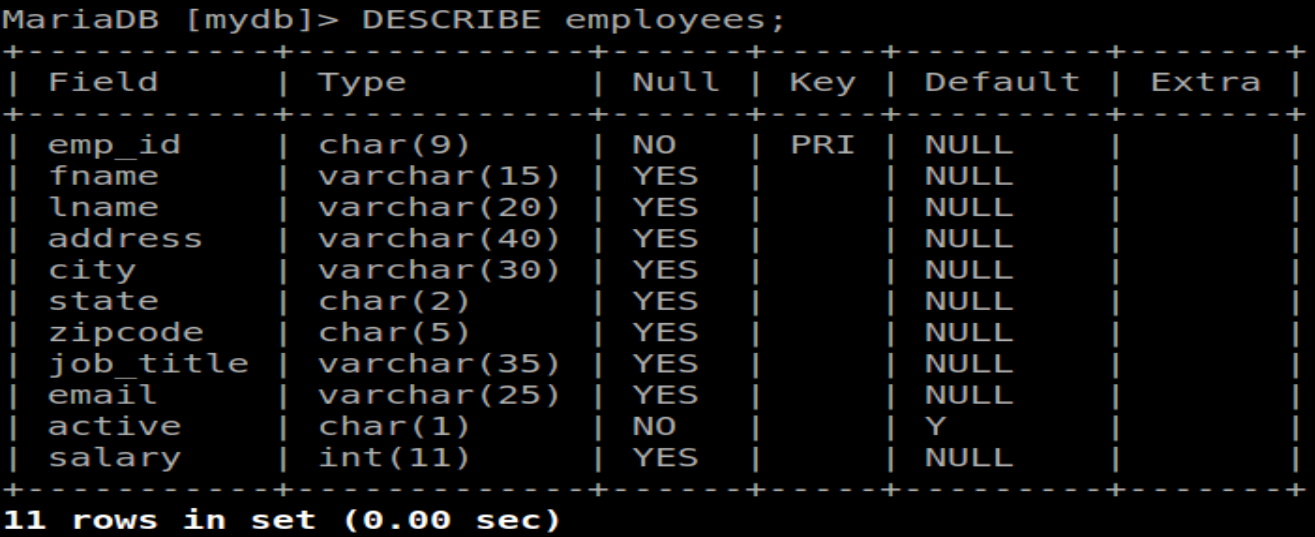 MariaDB [mydb]> DESCRIBE employees;
+------------+-------------+------+-----+---------+-------+
| Field      | Type        | Null | Key | Default | Extra |
+------------+-------------+------+-----+---------+-------+
| emp_id     | char(9)     | NO   | PRI | NULL    |       |
| fname      | varchar(15) | YES  |     | NULL    |       |
| lname      | varchar(20) | YES  |     | NULL    |       |
| address    | varchar(40) | YES  |     | NULL    |       |
| city       | varchar(30) | YES  |     | NULL    |       |
| state      | char(2)     | YES  |     | NULL    |       |
| zipcode    | char(5)     | YES  |     | NULL    |       |
| job_title  | varchar(35) | YES  |     | NULL    |       |
| email      | varchar(25) | YES  |     | NULL    |       |
| active     | char(1)     | NO   |     | Y       |       |
| salary     | int(11)     | YES  |     | NULL    |       |
+------------+-------------+------+-----+---------+-------+
11 rows in set (0.00 sec)